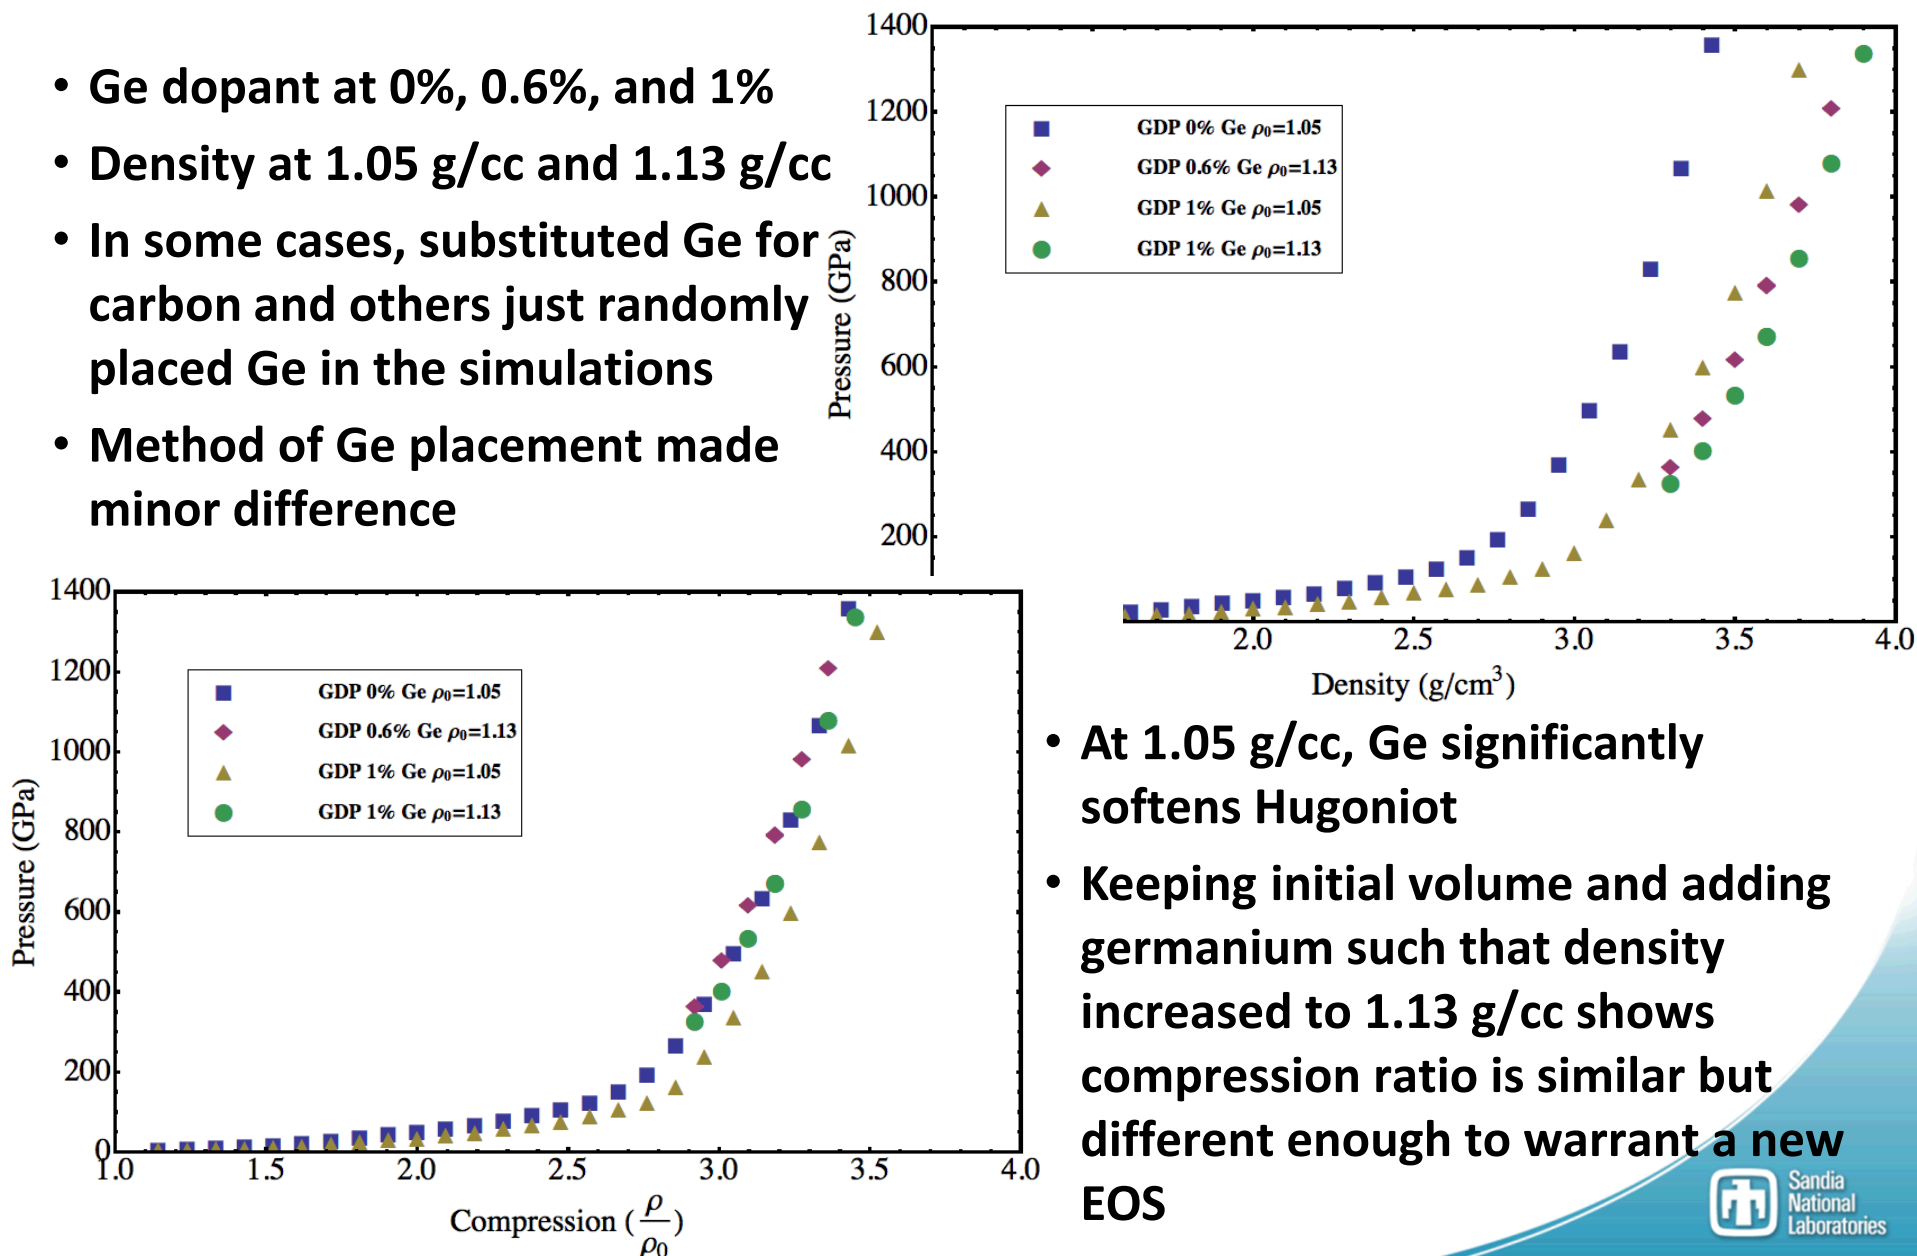 • Ge dopant at 0%, 0.6%, and 1%
• Density at 1.05 g/cc and 1.13 g/cc
• In some cases, substituted Ge for
carbon and others just randomly
placed Ge in the simulations
• Method of Ge placement made
minor difference
1400
1200
1000
800
600
400
200
Pressure (GPa)
GDP 0% Ge ρ₀=1.05
GDP 0.6% Ge ρ₀=1.13
GDP 1% Ge ρ₀=1.05
GDP 1% Ge ρ₀=1.13
2.0 2.5 3.0 3.5 4.0
Density (g/cm³)
1400
1200
1000
800
600
400
200
0
Pressure (GPa)
GDP 0% Ge ρ₀=1.05
GDP 0.6% Ge ρ₀=1.13
GDP 1% Ge ρ₀=1.05
GDP 1% Ge ρ₀=1.13
1.0 1.5 2.0 2.5 3.0 3.5 4.0
Compression (ρ/ρ₀)
• At 1.05 g/cc, Ge significantly
softens Hugoniot
• Keeping initial volume and adding
germanium such that density
increased to 1.13 g/cc shows
compression ratio is similar but
different enough to warrant a new
EOS
Sandia
National
Laboratories